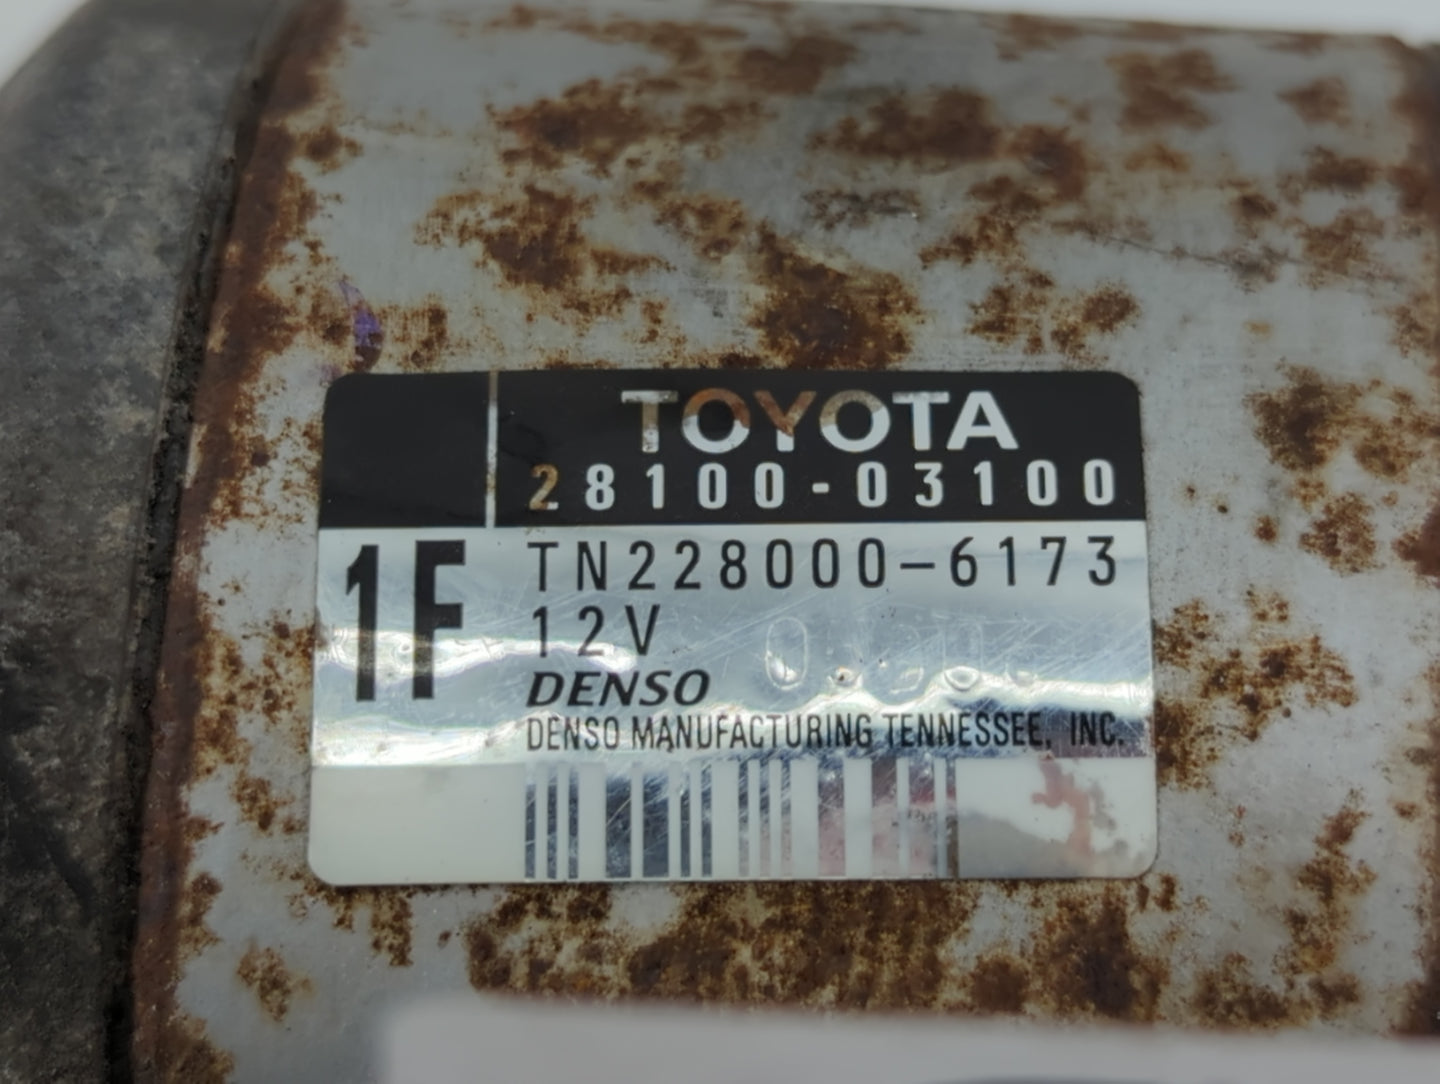 TOYOTA
28100-03100
1F
TN228000-6173
12V
DENSO
DENSO MANUFACTURING TENNESSEE, INC.